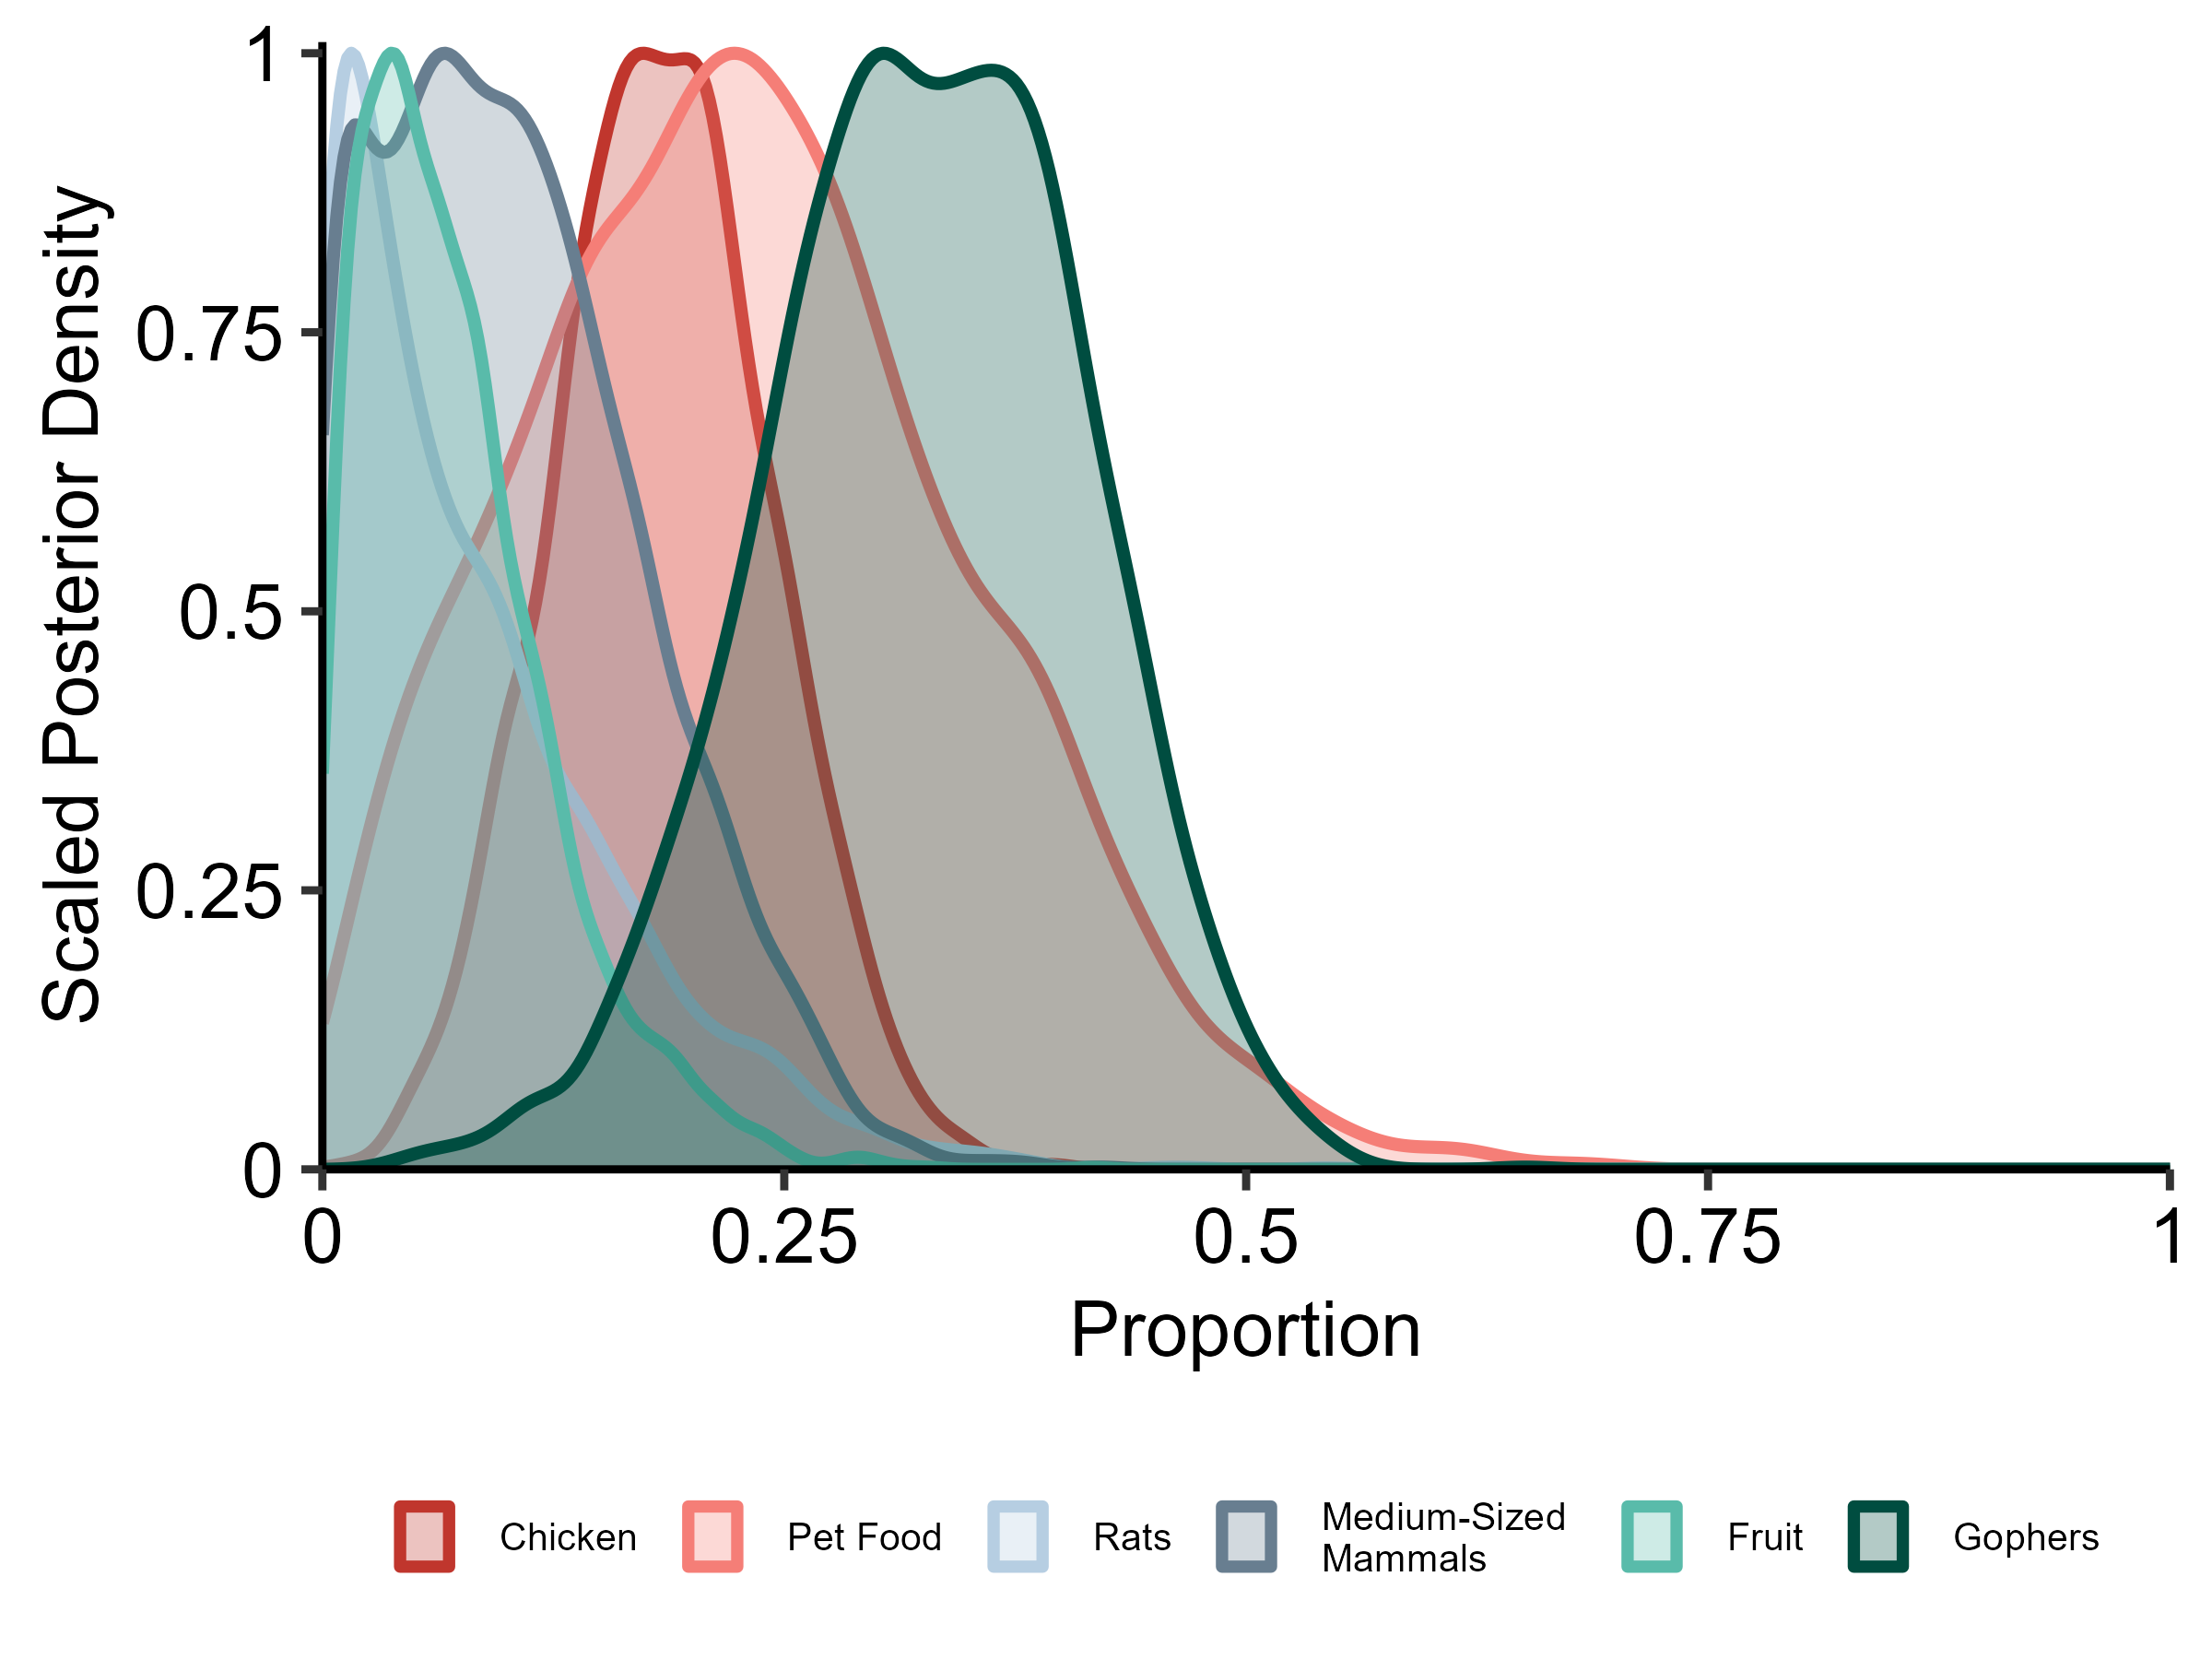 Scaled Posterior Density
1
0.75
0.5
0.25
0
0
0.25
0.5
0.75
1
Proportion
Chicken
Pet Food
Rats
Medium-Sized
Mammals
Fruit
Gophers